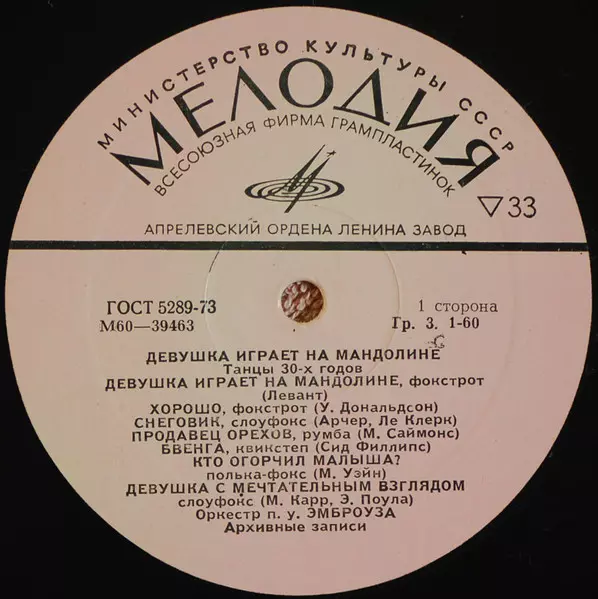 МИНИСТЕРСТВО КУЛЬТУРЫ СССР
МЕЛОДИЯ
ВСЕСОЮЗНАЯ ФИРМА ГРАМПЛАСТИНОК
▽33
АПРЕЛЕВСКИЙ ОРДЕНА ЛЕНИНА ЗАВОД
ГОСТ 5289-73
М60—39463
1 сторона
Гр. 3. 1-60
ДЕВУШКА ИГРАЕТ НА МАНДОЛИНЕ
Танцы 30-х годов
ДЕВУШКА ИГРАЕТ НА МАНДОЛИНЕ, фокстрот
(Левант)
ХОРОШО, фокстрот (У. Дональдсон)
СНЕГОВИК, слоуфокс (Арчер, Ле Клерк)
ПРОДАВЕЦ ОРЕХОВ, румба (М. Саймонс)
БВЕНГА, квикстеп (Сид Филлипс)
КТО ОГОРЧИЛ МАЛЫША?
полька-фокс (М. Уэйн)
ДЕВУШКА С МЕЧТАТЕЛЬНЫМ ВЗГЛЯДОМ
слоуфокс (М. Карр, Э. Поула)
Оркестр п. у. ЭМБРОУЗА
Архивные записи